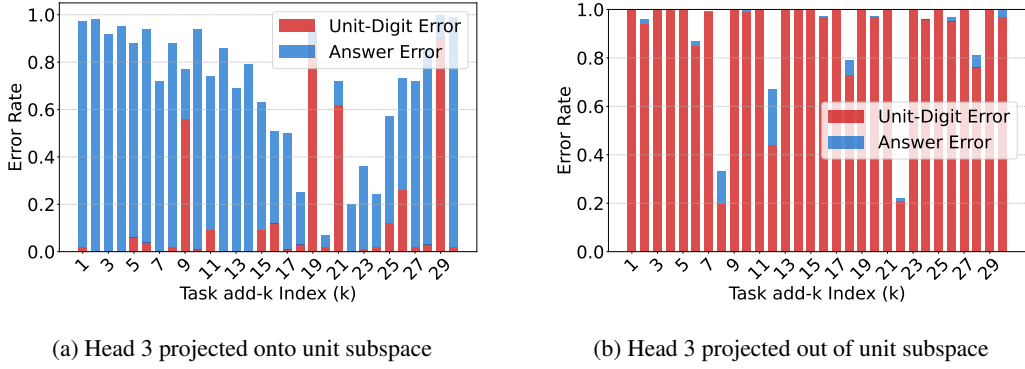 Error Rate
1.0
0.8
0.6
0.4
0.2
0.0
Unit-Digit Error
Answer Error
1 3 5 7 9 11 13 15 17 19 21 23 25 27 29
Task add-k Index (k)
(a) Head 3 projected onto unit subspace
Error Rate
1.0
0.8
0.6
0.4
0.2
0.0
Unit-Digit Error
Answer Error
1 3 5 7 9 11 13 15 17 19 21 23 25 27 29
Task add-k Index (k)
(b) Head 3 projected out of unit subspace